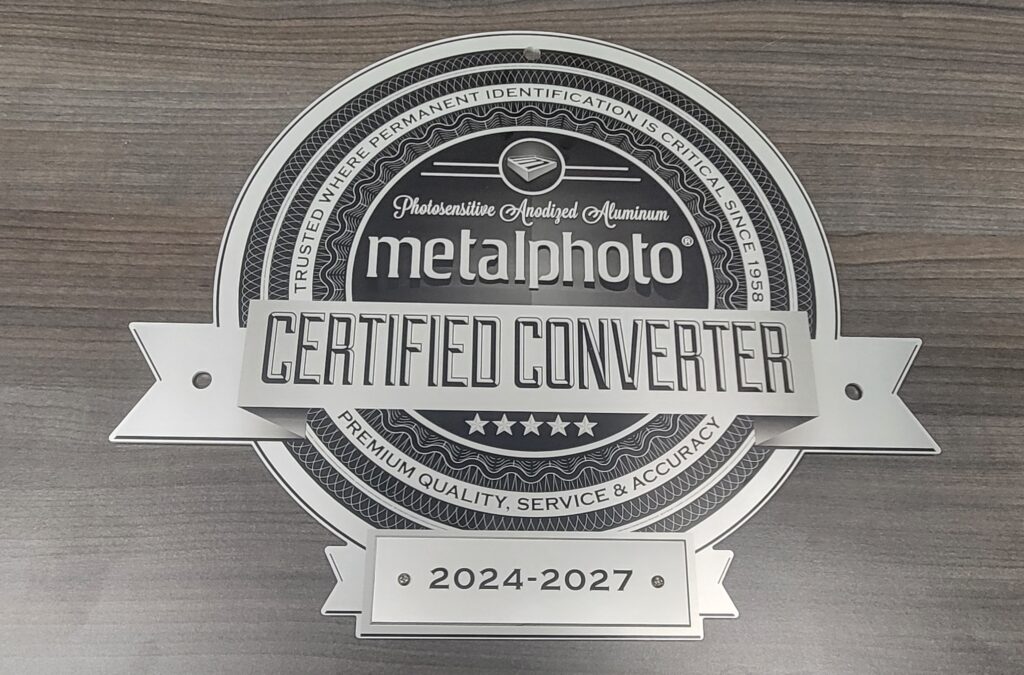 TRUSTED WHERE PERMANENT IDENTIFICATION IS CRITICAL SINCE 1958
Photosensitive Anodized Aluminum
metalphoto®
CERTIFIED CONVERTER
PREMIUM QUALITY, SERVICE & ACCURACY
2024-2027